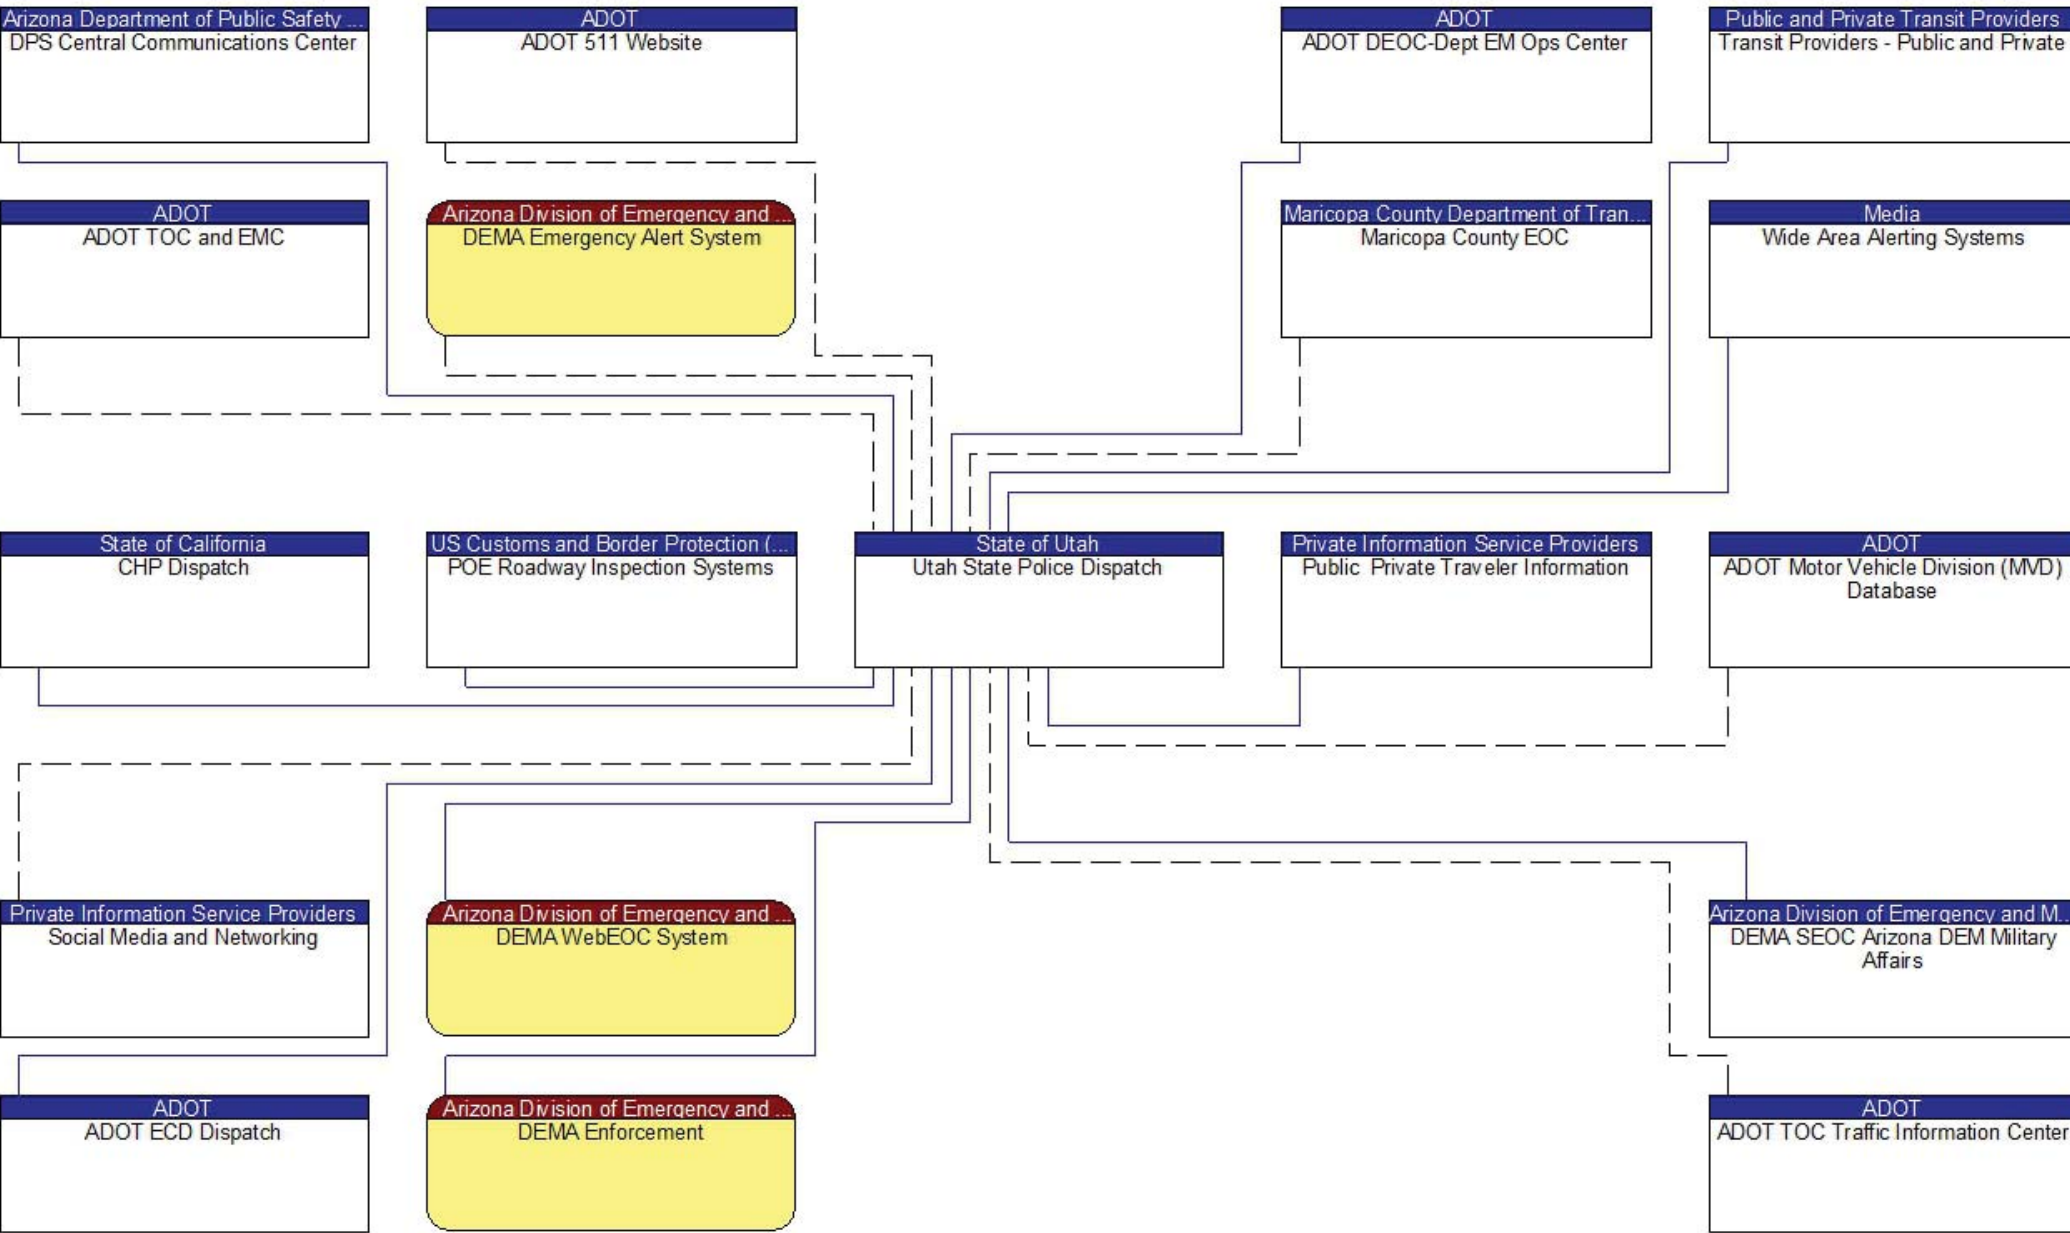 Arizona Department of Public Safety ...
DPS Central Communications Center
ADOT
ADOT 511 Website
ADOT
ADOT DEOC-Dept EM Ops Center
Public and Private Transit Providers
Transit Providers - Public and Private
ADOT
ADOT TOC and EMC
Arizona Division of Emergency and ...
DEMA Emergency Alert System
Maricopa County Department of Tran...
Maricopa County EOC
Media
Wide Area Alerting Systems
State of California
CHP Dispatch
US Customs and Border Protection (...
POE Roadway Inspection Systems
State of Utah
Utah State Police Dispatch
Private Information Service Providers
Public Private Traveler Information
ADOT
ADOT Motor Vehicle Division (MVD)
Database
Private Information Service Providers
Social Media and Networking
Arizona Division of Emergency and ...
DEMA WebEOC System
Arizona Division of Emergency and M...
DEMA SEOC Arizona DEM Military
Affairs
ADOT
ADOT ECD Dispatch
Arizona Division of Emergency and ...
DEMA Enforcement
ADOT
ADOT TOC Traffic Information Center